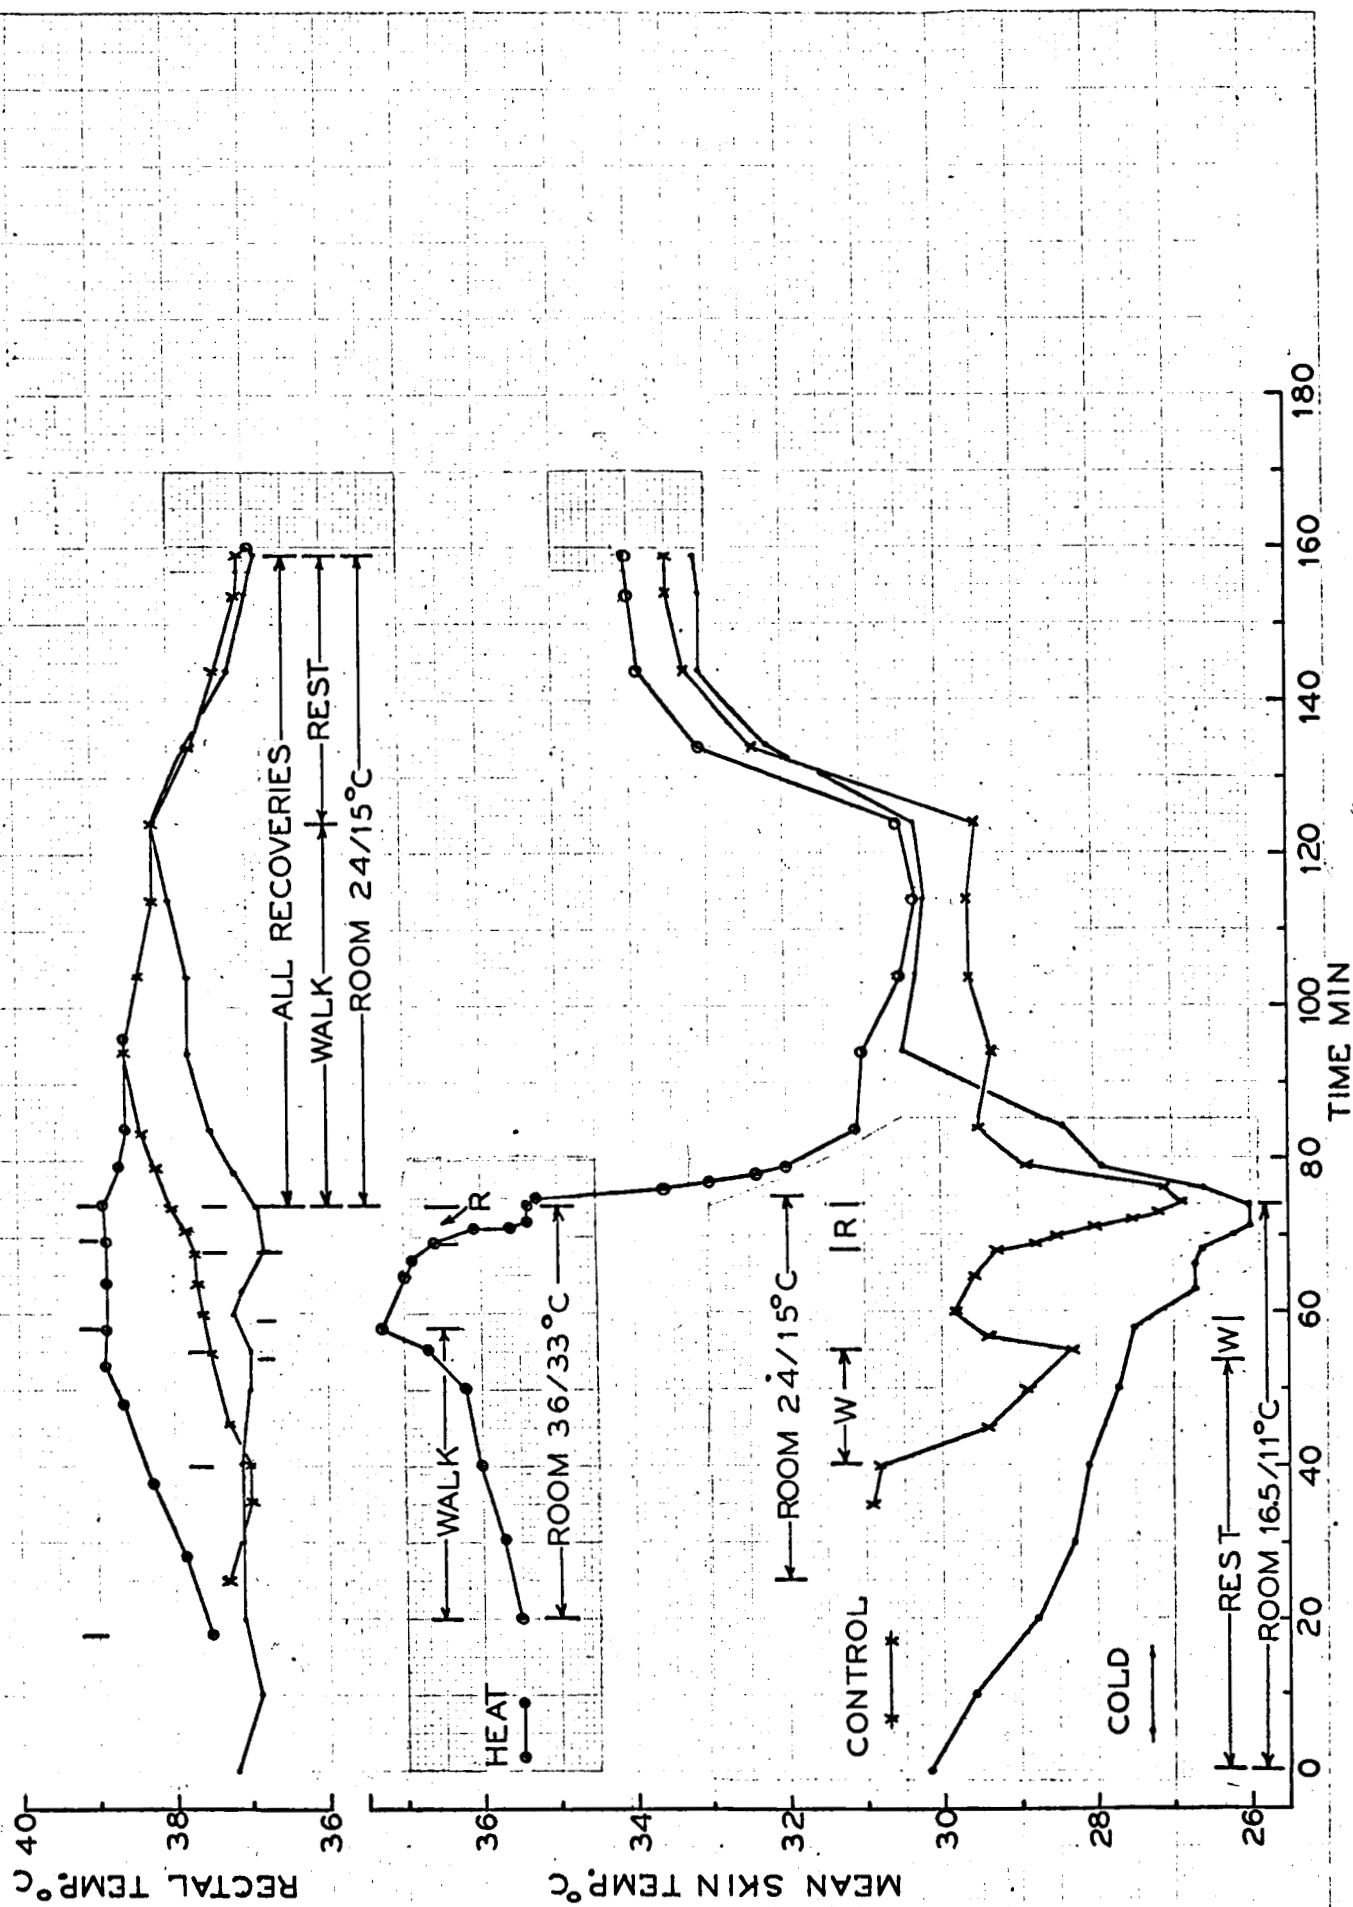 RECTAL TEMP. °C
40
38
36
ALL RECOVERIES
WALK
REST
ROOM 24/15°C
MEAN SKIN TEMP. °C
36
34
32
30
28
26
HEAT
WALK
R
ROOM 36/33°C
ROOM 24/15°C
CONTROL
W
R
COLD
REST
W
ROOM 16.5/11°C
0
20
40
60
80
100
120
140
160
180
TIME MIN